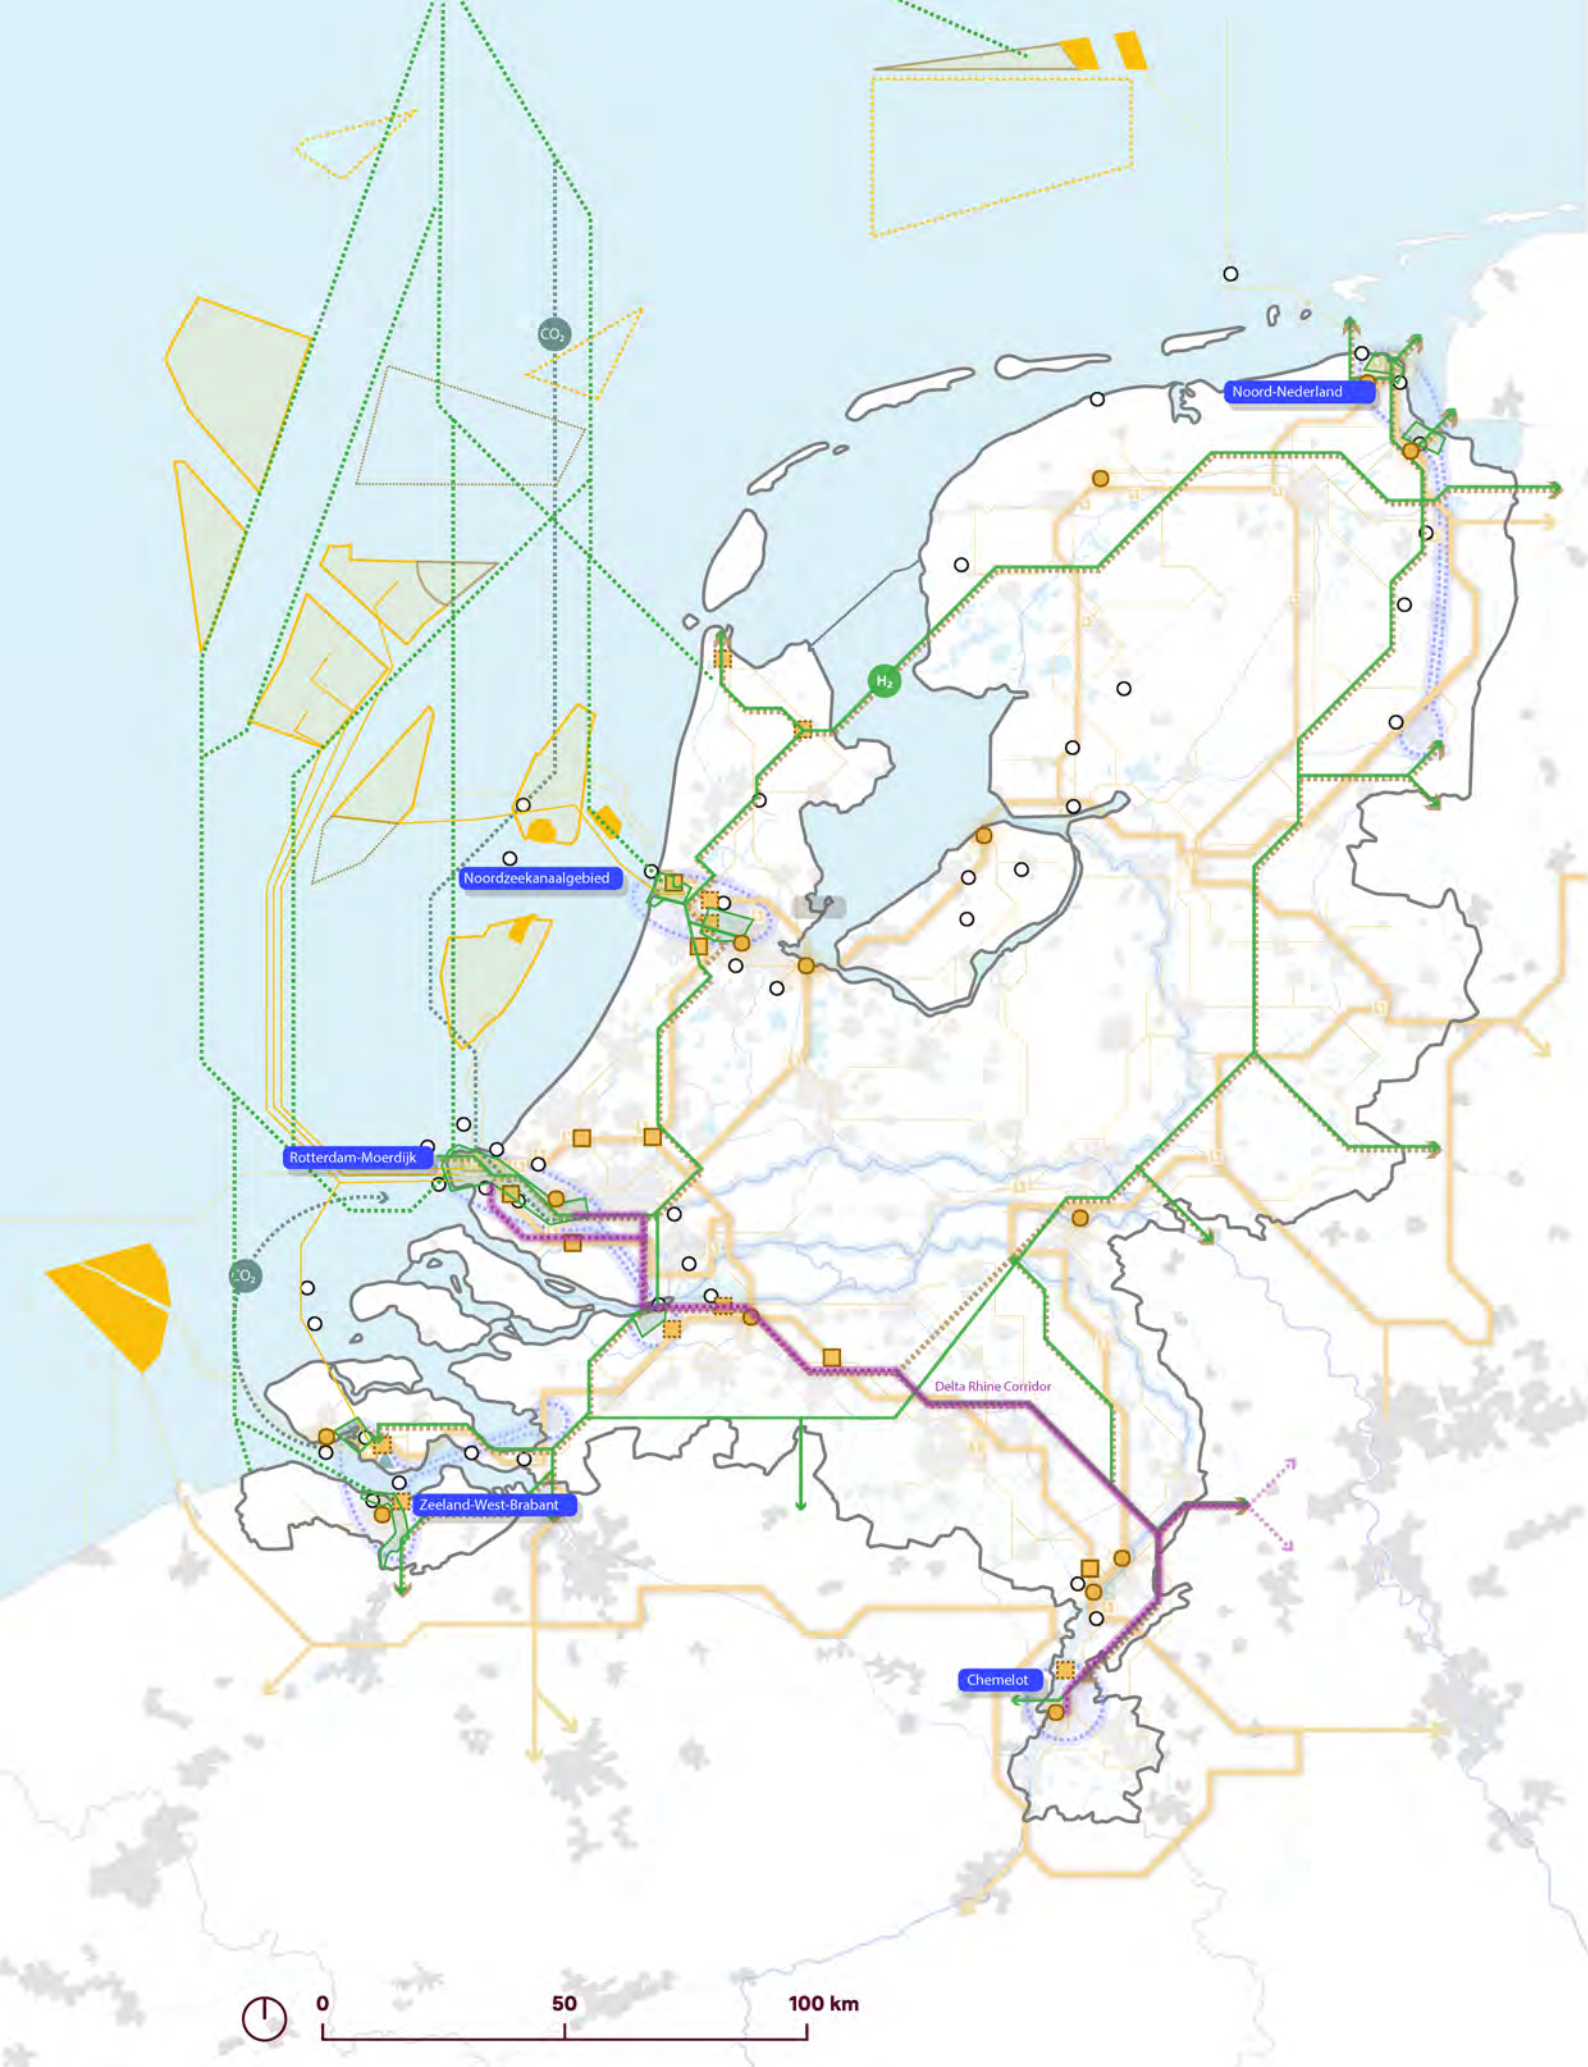 CO₂
Noord-Nederland
H₂
Noordzeekanaalgebied
Rotterdam-Moerdijk
CO₂
Delta Rhine Corridor
Zeeland-West-Brabant
Chemelot
0 50 100 km